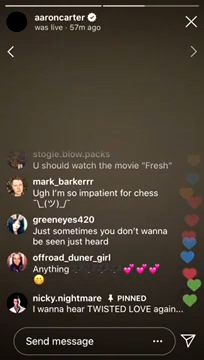 aaroncarter
was live · 57m ago
stogie.blow.packs
U should watch the movie "Fresh"
mark_barkerrr
Ugh I'm so impatient for chess
¯\_(ツ)_/¯
greeneyes420
Just sometimes you don't wanna
be seen just heard
offroad_duner_girl
Anything 🎶🎶🎶💕💕💕
😁
nicky.nightmare PINNED
I wanna hear TWISTED LOVE again...
Send message